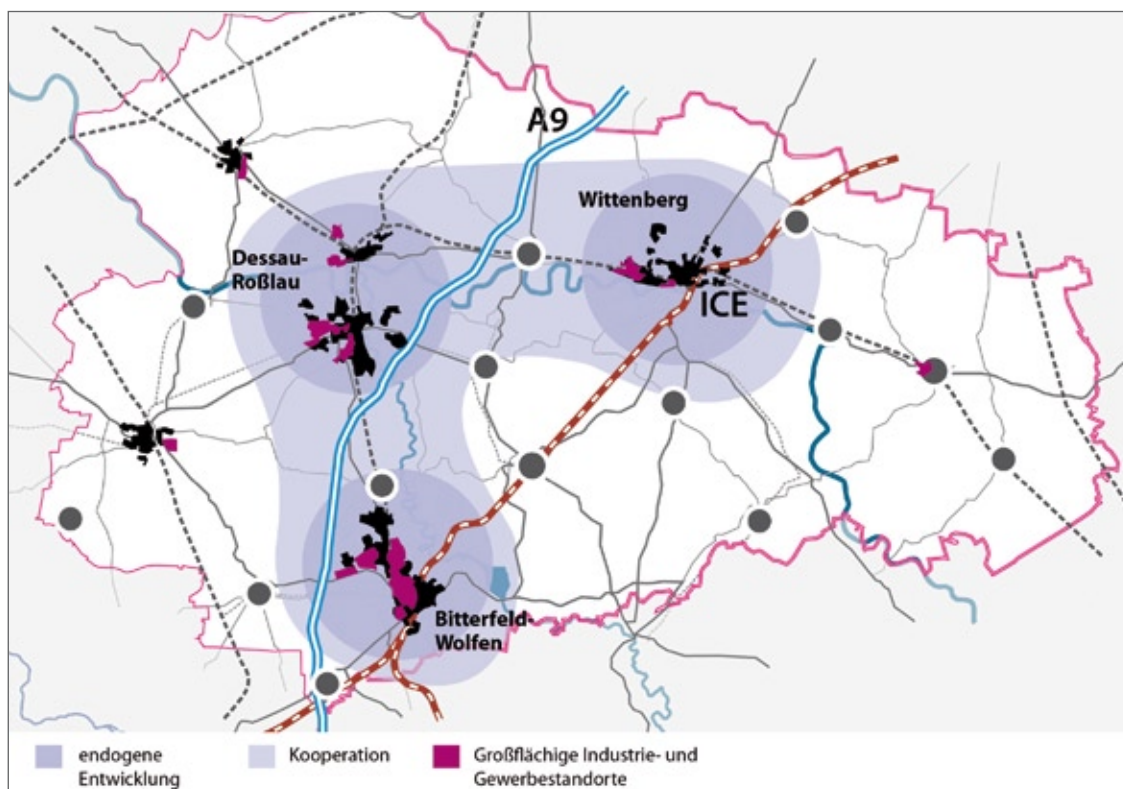 A9
Wittenberg
Dessau-
Roßlau
ICE
Bitterfeld-
Wolfen
endogene
Entwicklung
Kooperation
Großflächige Industrie- und
Gewerbestandorte